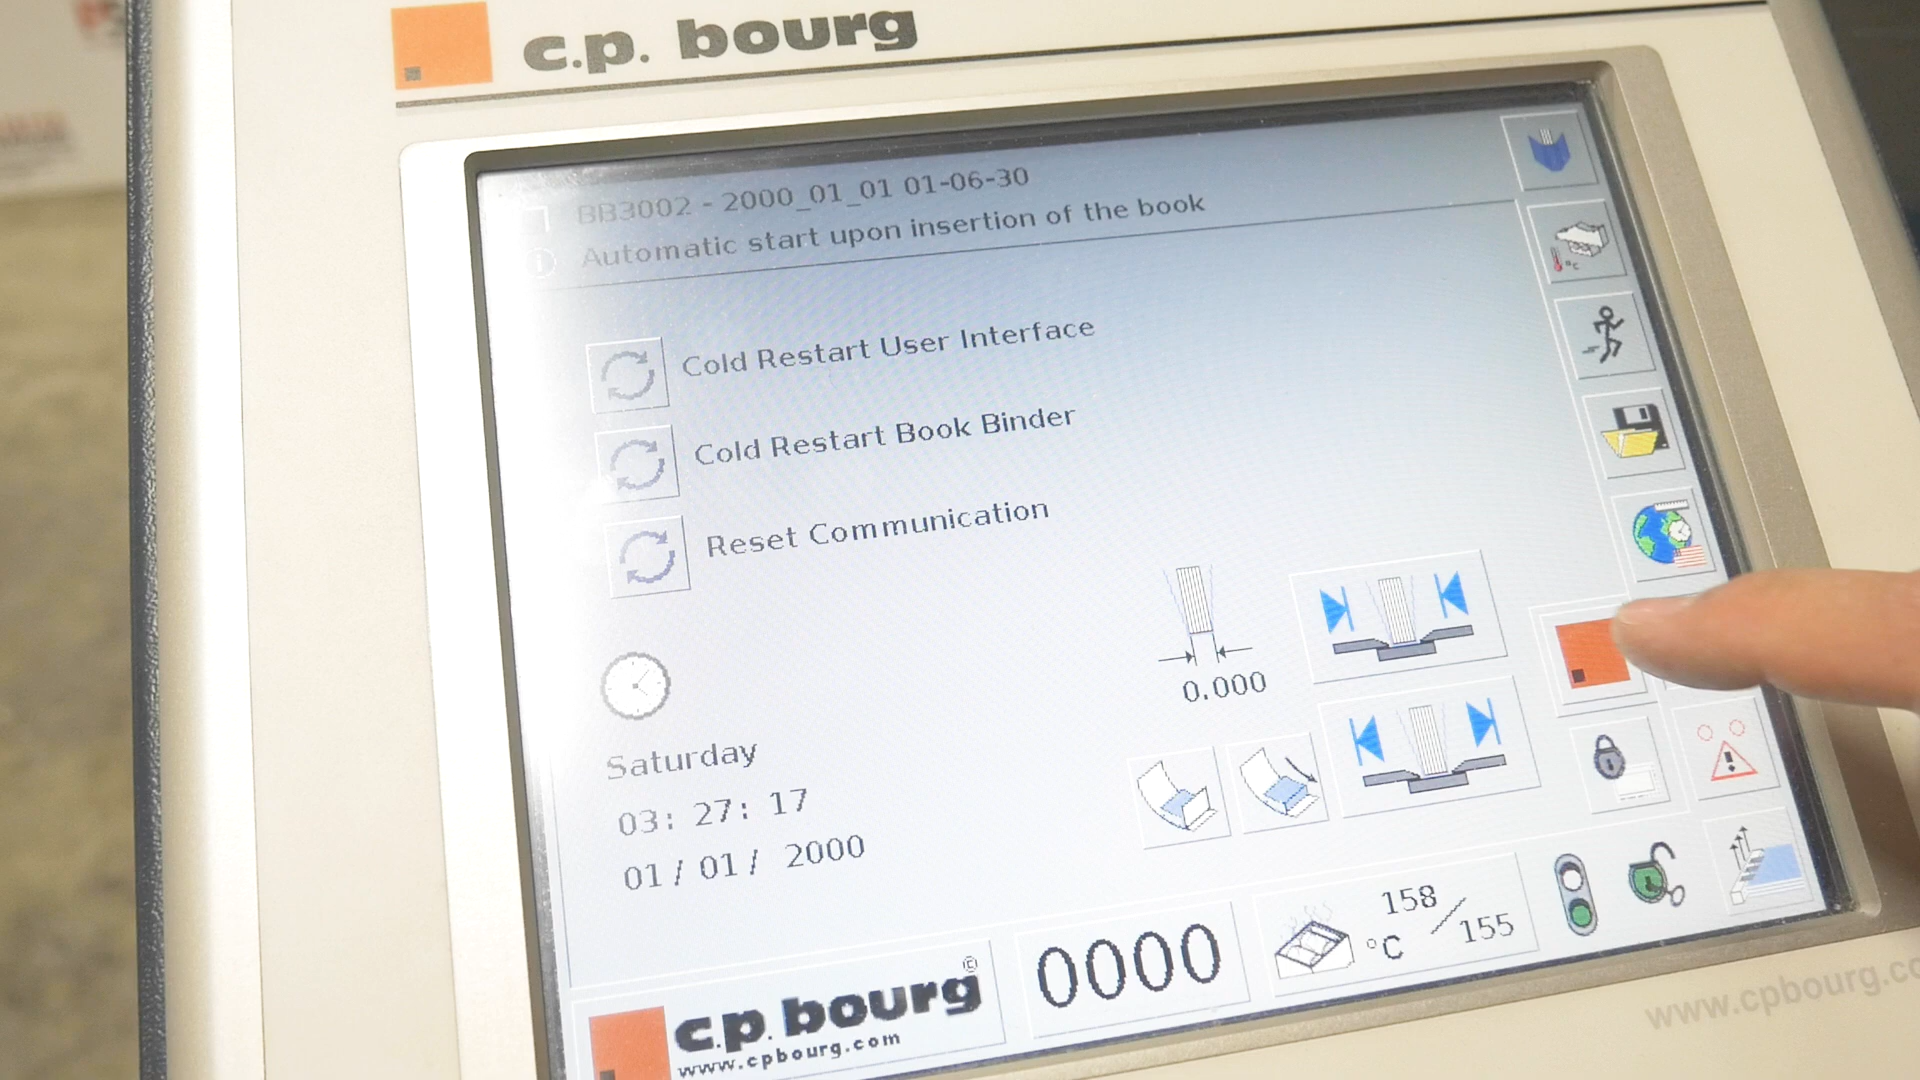 c.p. bourg
BB3002 - 2000_01_01 01-06-30
Automatic start upon insertion of the book
Cold Restart User Interface
Cold Restart Book Binder
Reset Communication
°C
0.000
Saturday
03: 27: 17
01/ 01/ 2000
c.p. bourg©
www.cpbourg.com
0000
158/155
°C
www.cpbourg.co